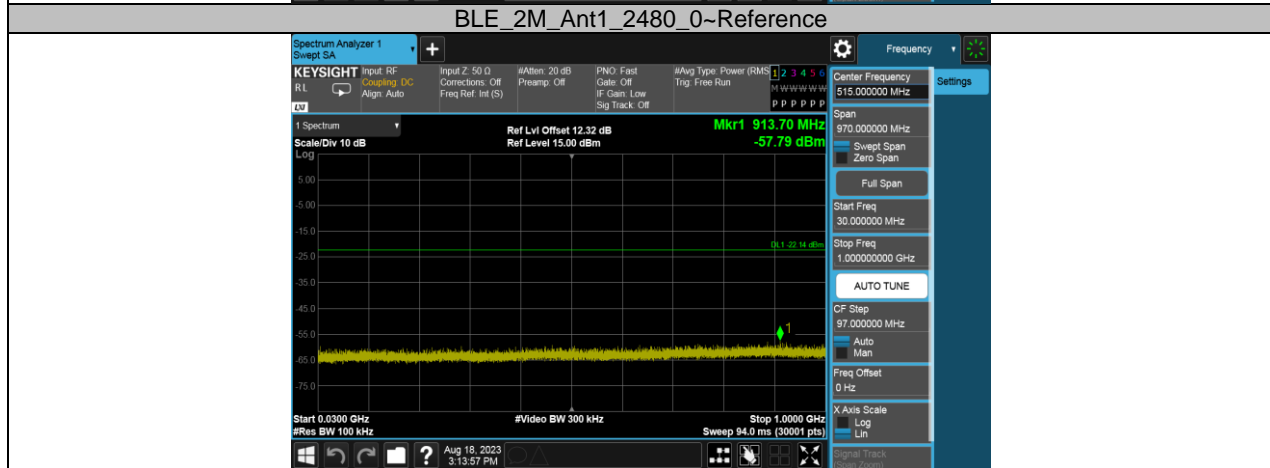 BLE_2M_Ant1_2480_0~Reference
Spectrum Analyzer 1
Swept SA
+
Frequency
KEYSIGHT
RL
LXI
Input: RF
Coupling: DC
Align: Auto
Input Z: 50 Ω
Corrections: Off
Freq Ref: Int (S)
#Atten: 20 dB
Preamp: Off
PNO: Fast
Gate: Off
IF Gain: Low
Sig Track: Off
#Avg Type: Power (RMS
Trig: Free Run
1 2 3 4 5 6
M W W W W W
P P P P P P
1 Spectrum
Scale/Div 10 dB
Log
Ref Lvl Offset 12.32 dB
Ref Level 15.00 dBm
Mkr1 913.70 MHz
-57.79 dBm
5.00
-5.00
-15.0
DL1 -22.14 dBm
-25.0
-35.0
-45.0
1
-55.0
-65.0
-75.0
Start 0.0300 GHz
#Res BW 100 kHz
#Video BW 300 kHz
Stop 1.0000 GHz
Sweep 94.0 ms (30001 pts)
Center Frequency
515.000000 MHz
Settings
Span
970.000000 MHz
Swept Span
Zero Span
Full Span
Start Freq
30.000000 MHz
Stop Freq
1.000000000 GHz
AUTO TUNE
CF Step
97.000000 MHz
Auto
Man
Freq Offset
0 Hz
X Axis Scale
Log
Lin
Signal Track
(Span Zoom)
?
Aug 18, 2023
3:13:57 PM